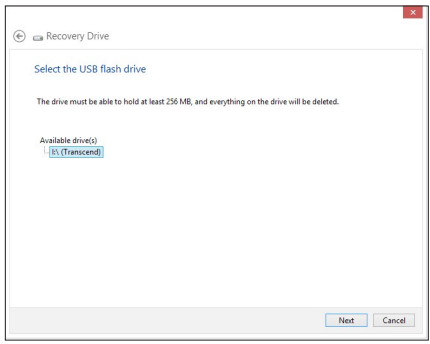 Recovery Drive
Select the USB flash drive
The drive must be able to hold at least 256 MB, and everything on the drive will be deleted.
Available drive(s)
I:\ (Transcend)
Next Cancel